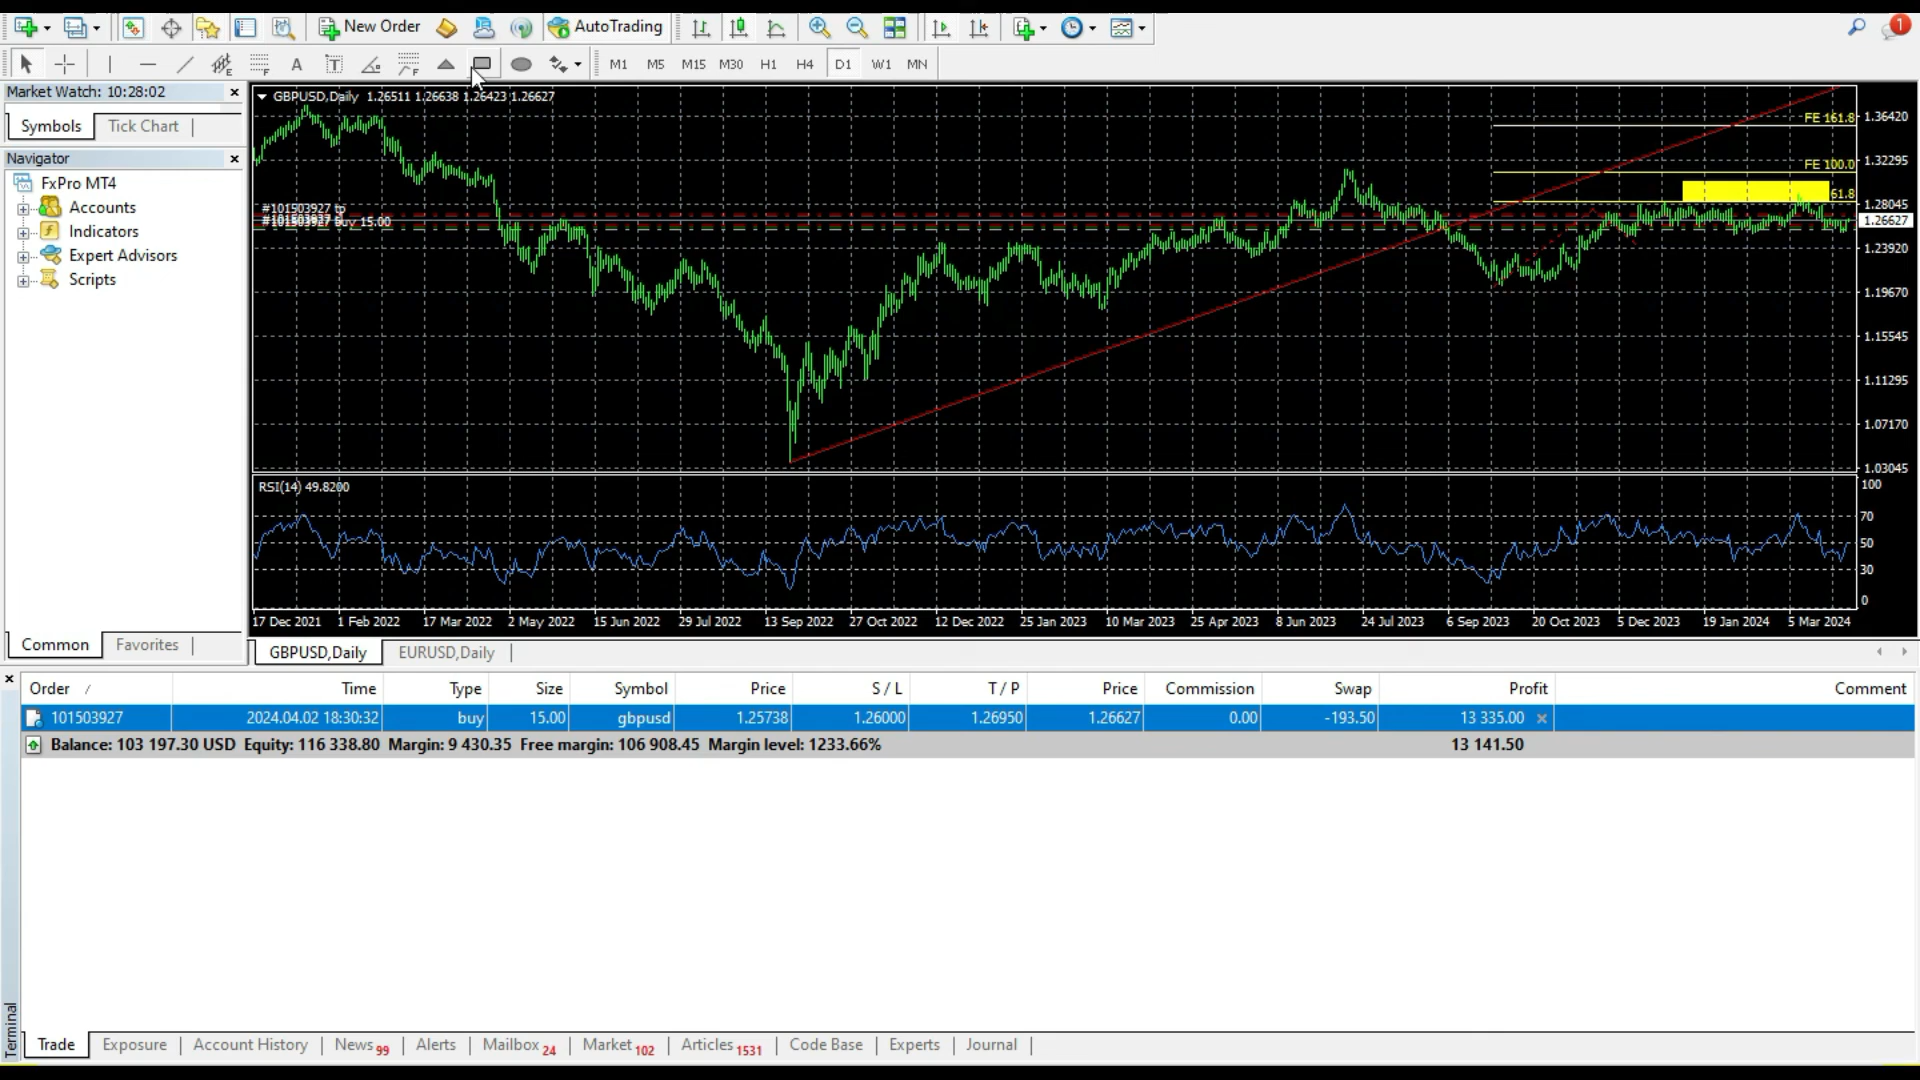 New Order AutoTrading 1
A T M1 M5 M15 M30 H1 H4 D1 W1 MN
Market Watch: 10:28:02
Symbols Tick Chart
Navigator
FxPro MT4
Accounts
Indicators
Expert Advisors
Scripts
Common Favorites
GBPUSD,Daily 1.26511 1.26638 1.26423 1.26627
FE 161.8
FE 100.0
61.8
#101503927 tp
#101503927 buy 15.00
1.36420
1.32295
1.28045
1.26627
1.23920
1.19670
1.15545
1.11295
1.07170
1.03045
RSI(14) 49.8200
100
70
50
30
0
17 Dec 2021 1 Feb 2022 17 Mar 2022 2 May 2022 15 Jun 2022 29 Jul 2022 13 Sep 2022 27 Oct 2022 12 Dec 2022 25 Jan 2023 10 Mar 2023 25 Apr 2023 8 Jun 2023 24 Jul 2023 6 Sep 2023 20 Oct 2023 5 Dec 2023 19 Jan 2024 5 Mar 2024
GBPUSD,Daily EURUSD,Daily
Order / Time Type Size Symbol Price S / L T / P Price Commission Swap Profit Comment
101503927 2024.04.02 18:30:32 buy 15.00 gbpusd 1.25738 1.26000 1.26950 1.26627 0.00 -193.50 13 335.00
Balance: 103 197.30 USD Equity: 116 338.80 Margin: 9 430.35 Free margin: 106 908.45 Margin level: 1233.66% 13 141.50
Terminal
Trade Exposure Account History News 99 Alerts Mailbox 24 Market 102 Articles 1531 Code Base Experts Journal